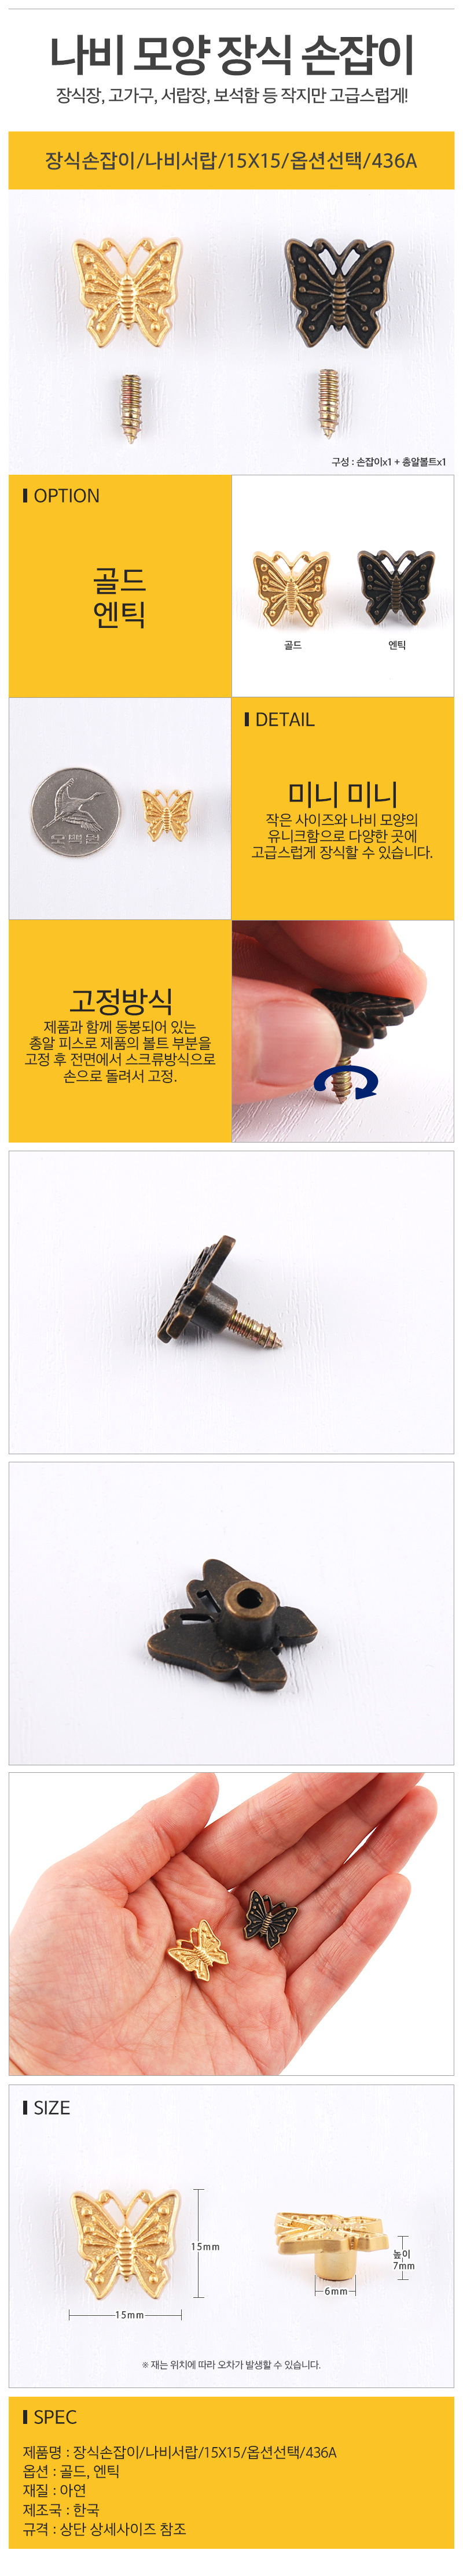 나비 모양 장식 손잡이
장식장, 고가구, 서랍장, 보석함 등 작지만 고급스럽게!
장식손잡이/나비서랍/15X15/옵션선택/436A
구성 : 손잡이x1 + 총알볼트x1
OPTION
골드
엔틱
골드
엔틱
오백원
DETAIL
미니 미니
작은 사이즈와 나비 모양의
유니크함으로 다양한 곳에
고급스럽게 장식할 수 있습니다.
고정방식
제품과 함께 동봉되어 있는
총알 피스로 제품의 볼트 부분을
고정 후 전면에서 스크류방식으로
손으로 돌려서 고정.
SIZE
15mm
15mm
높이
7mm
6mm
※ 재는 위치에 따라 오차가 발생할 수 있습니다.
SPEC
제품명 : 장식손잡이/나비서랍/15X15/옵션선택/436A
옵션 : 골드, 엔틱
재질 : 아연
제조국 : 한국
규격 : 상단 상세사이즈 참조